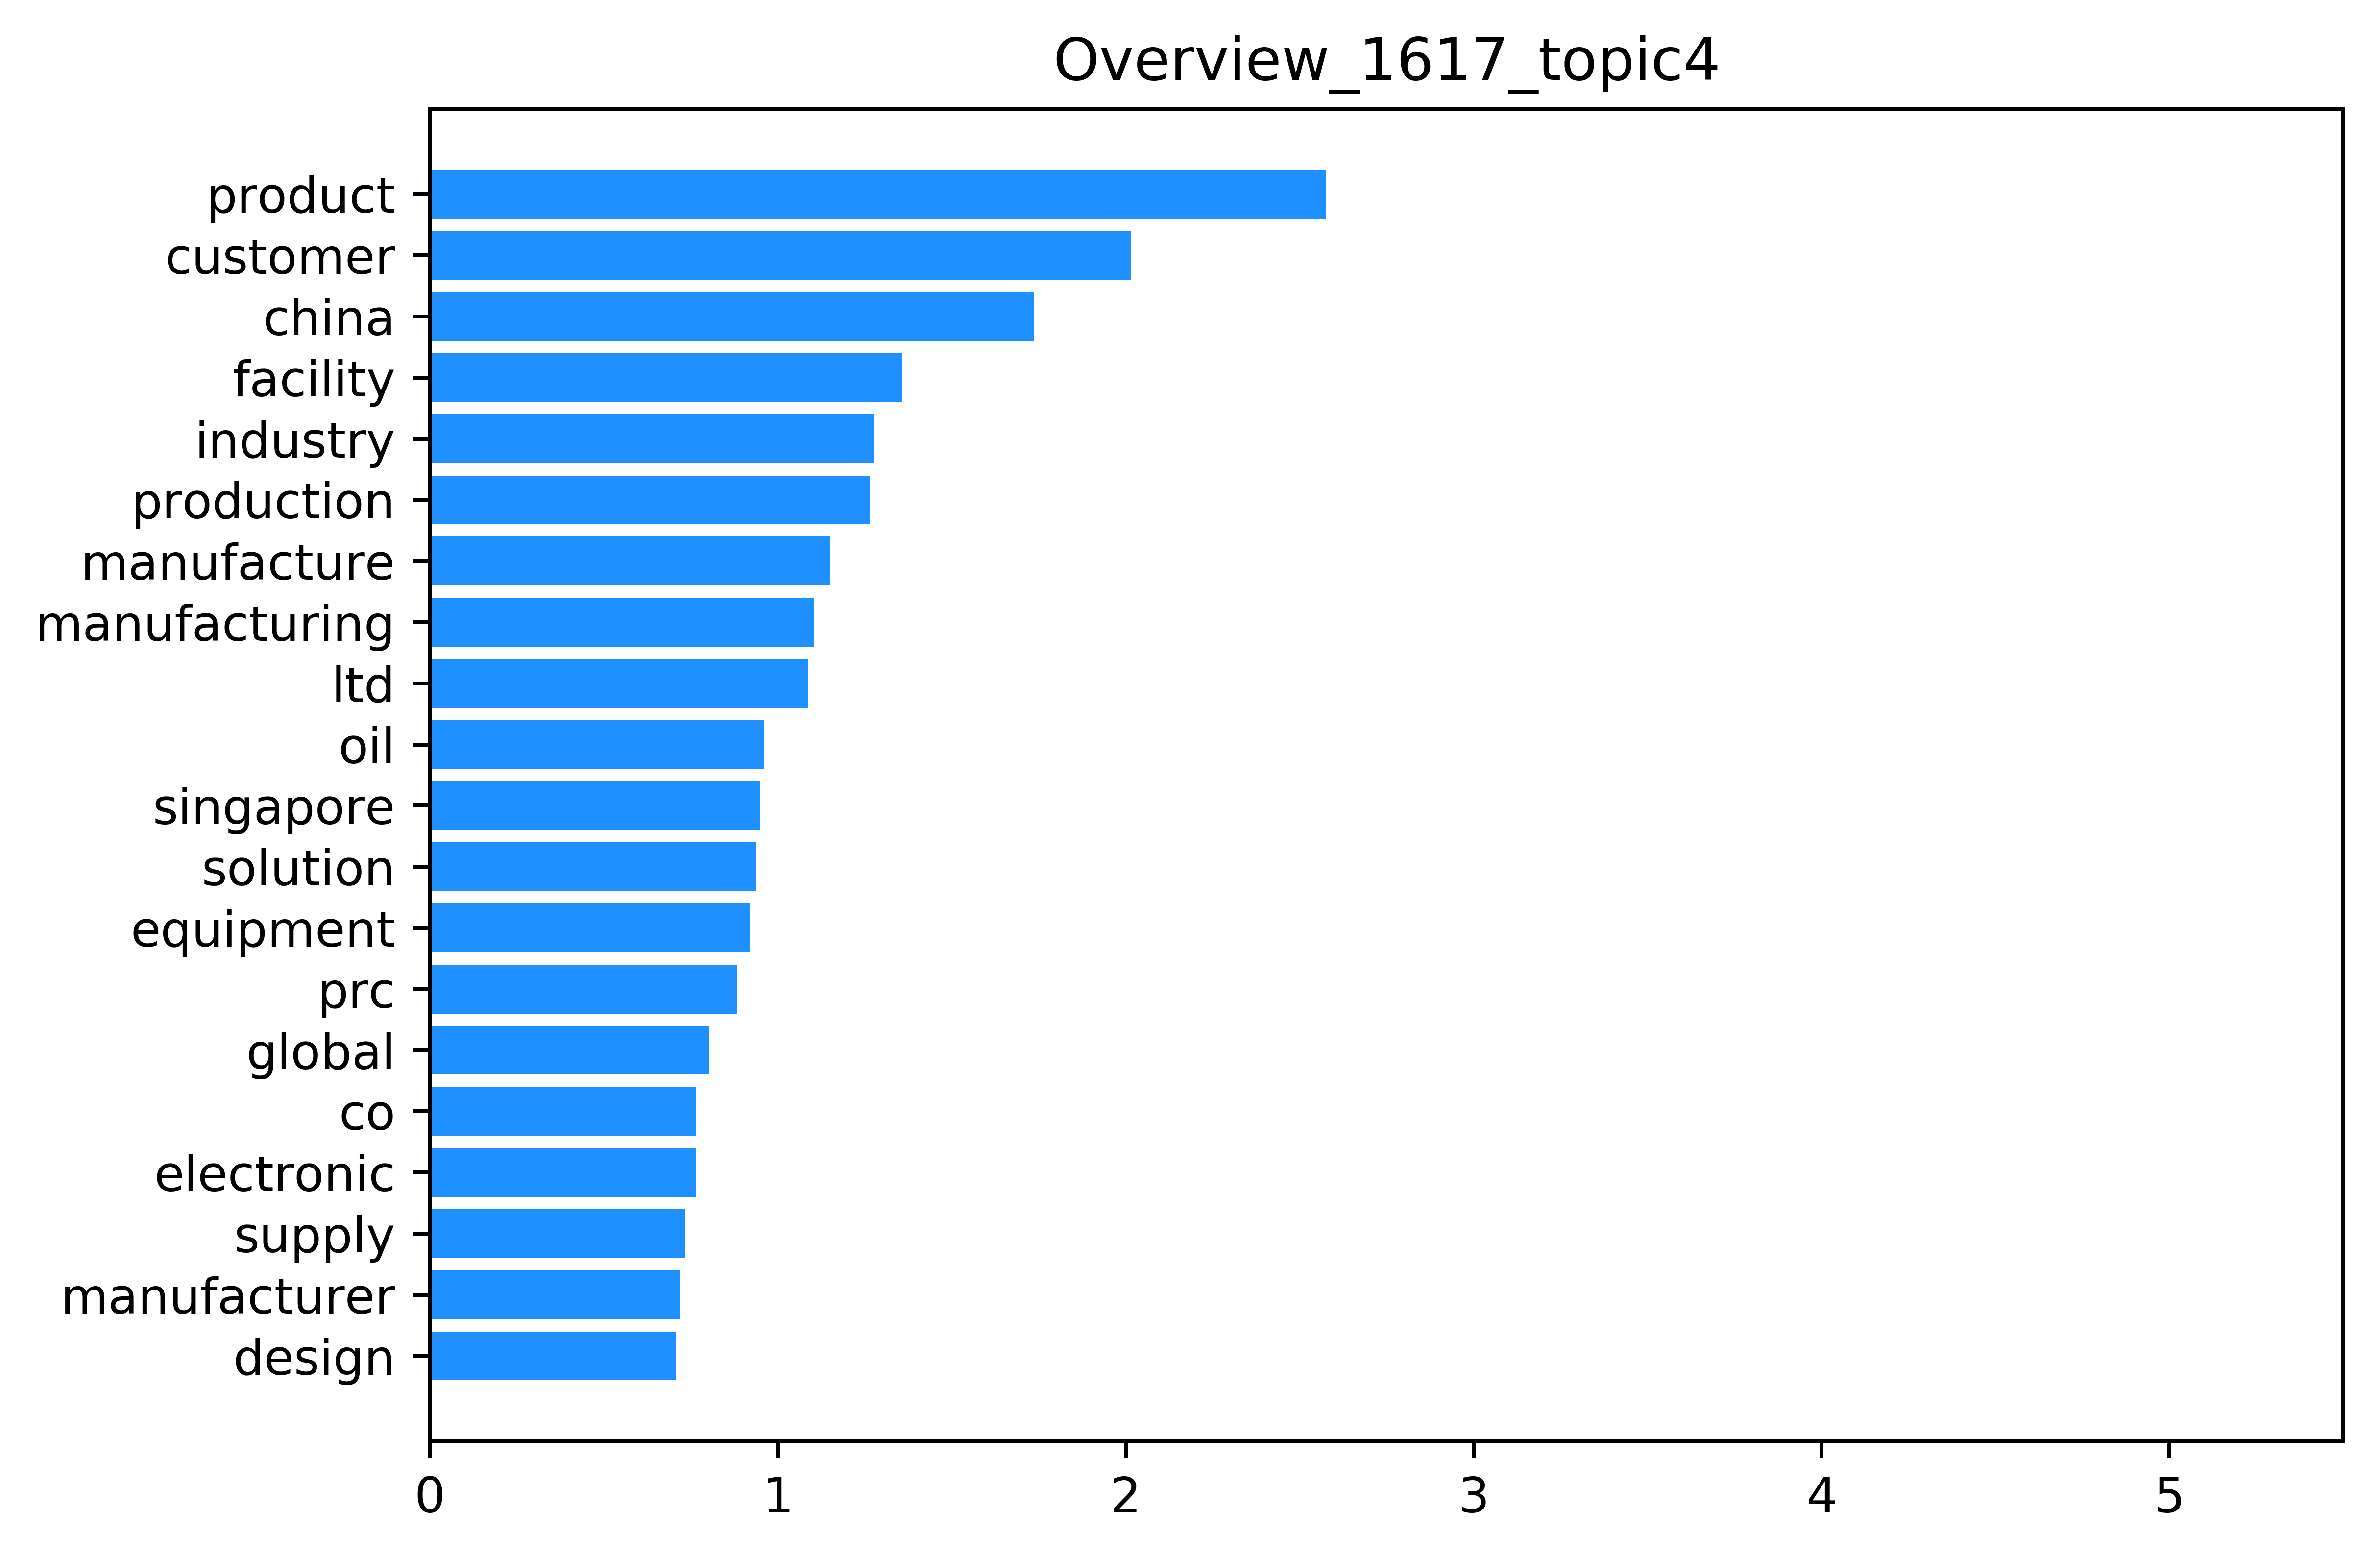 Overview_1617_topic4
product
customer
china
facility
industry
production
manufacture
manufacturing
ltd
oil
singapore
solution
equipment
prc
global
co
electronic
supply
manufacturer
design
0 1 2 3 4 5